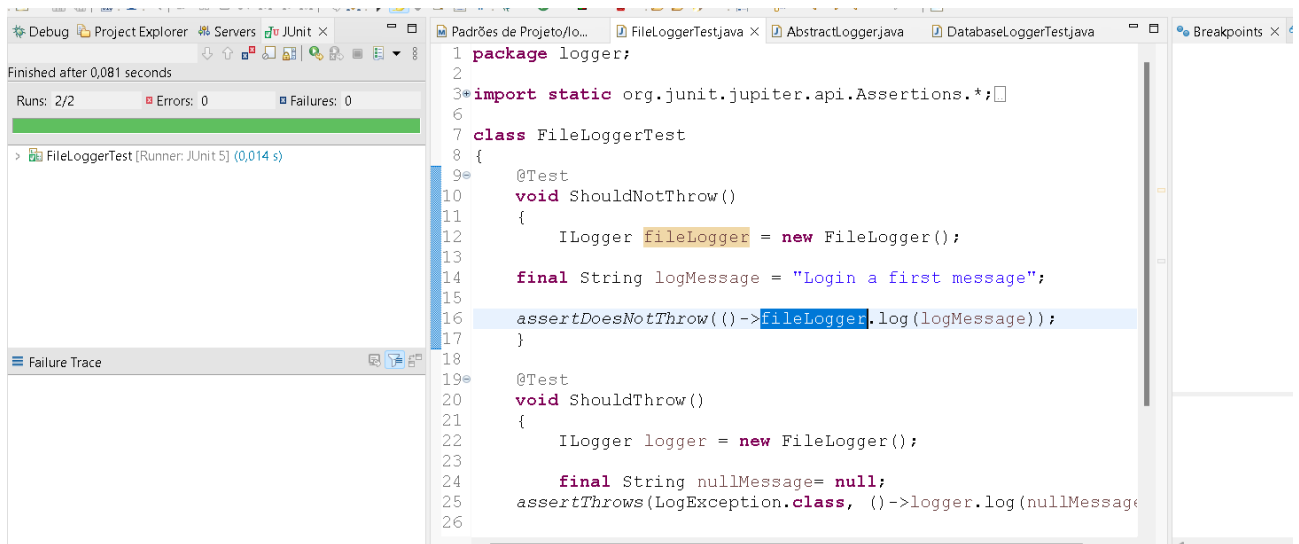 Debug Project Explorer Servers JUnit
Finished after 0,081 seconds
Runs: 2/2 Errors: 0 Failures: 0
FileLoggerTest [Runner: JUnit 5] (0,014 s)
Failure Trace
Padrões de Projeto/lo... FileLoggerTest.java AbstractLogger.java DatabaseLoggerTest.java
1 package logger;
2
3 import static org.junit.jupiter.api.Assertions.*;
6
7 class FileLoggerTest
8 {
9 @Test
10 void ShouldNotThrow()
11 {
12 ILogger fileLogger = new FileLogger();
13
14 final String logMessage = "Login a first message";
15
16 assertDoesNotThrow(()->fileLogger.log(logMessage));
17 }
18
19 @Test
20 void ShouldThrow()
21 {
22 ILogger logger = new FileLogger();
23
24 final String nullMessage= null;
25 assertThrows(LogException.class, ()->logger.log(nullMessage
26
Breakpoints